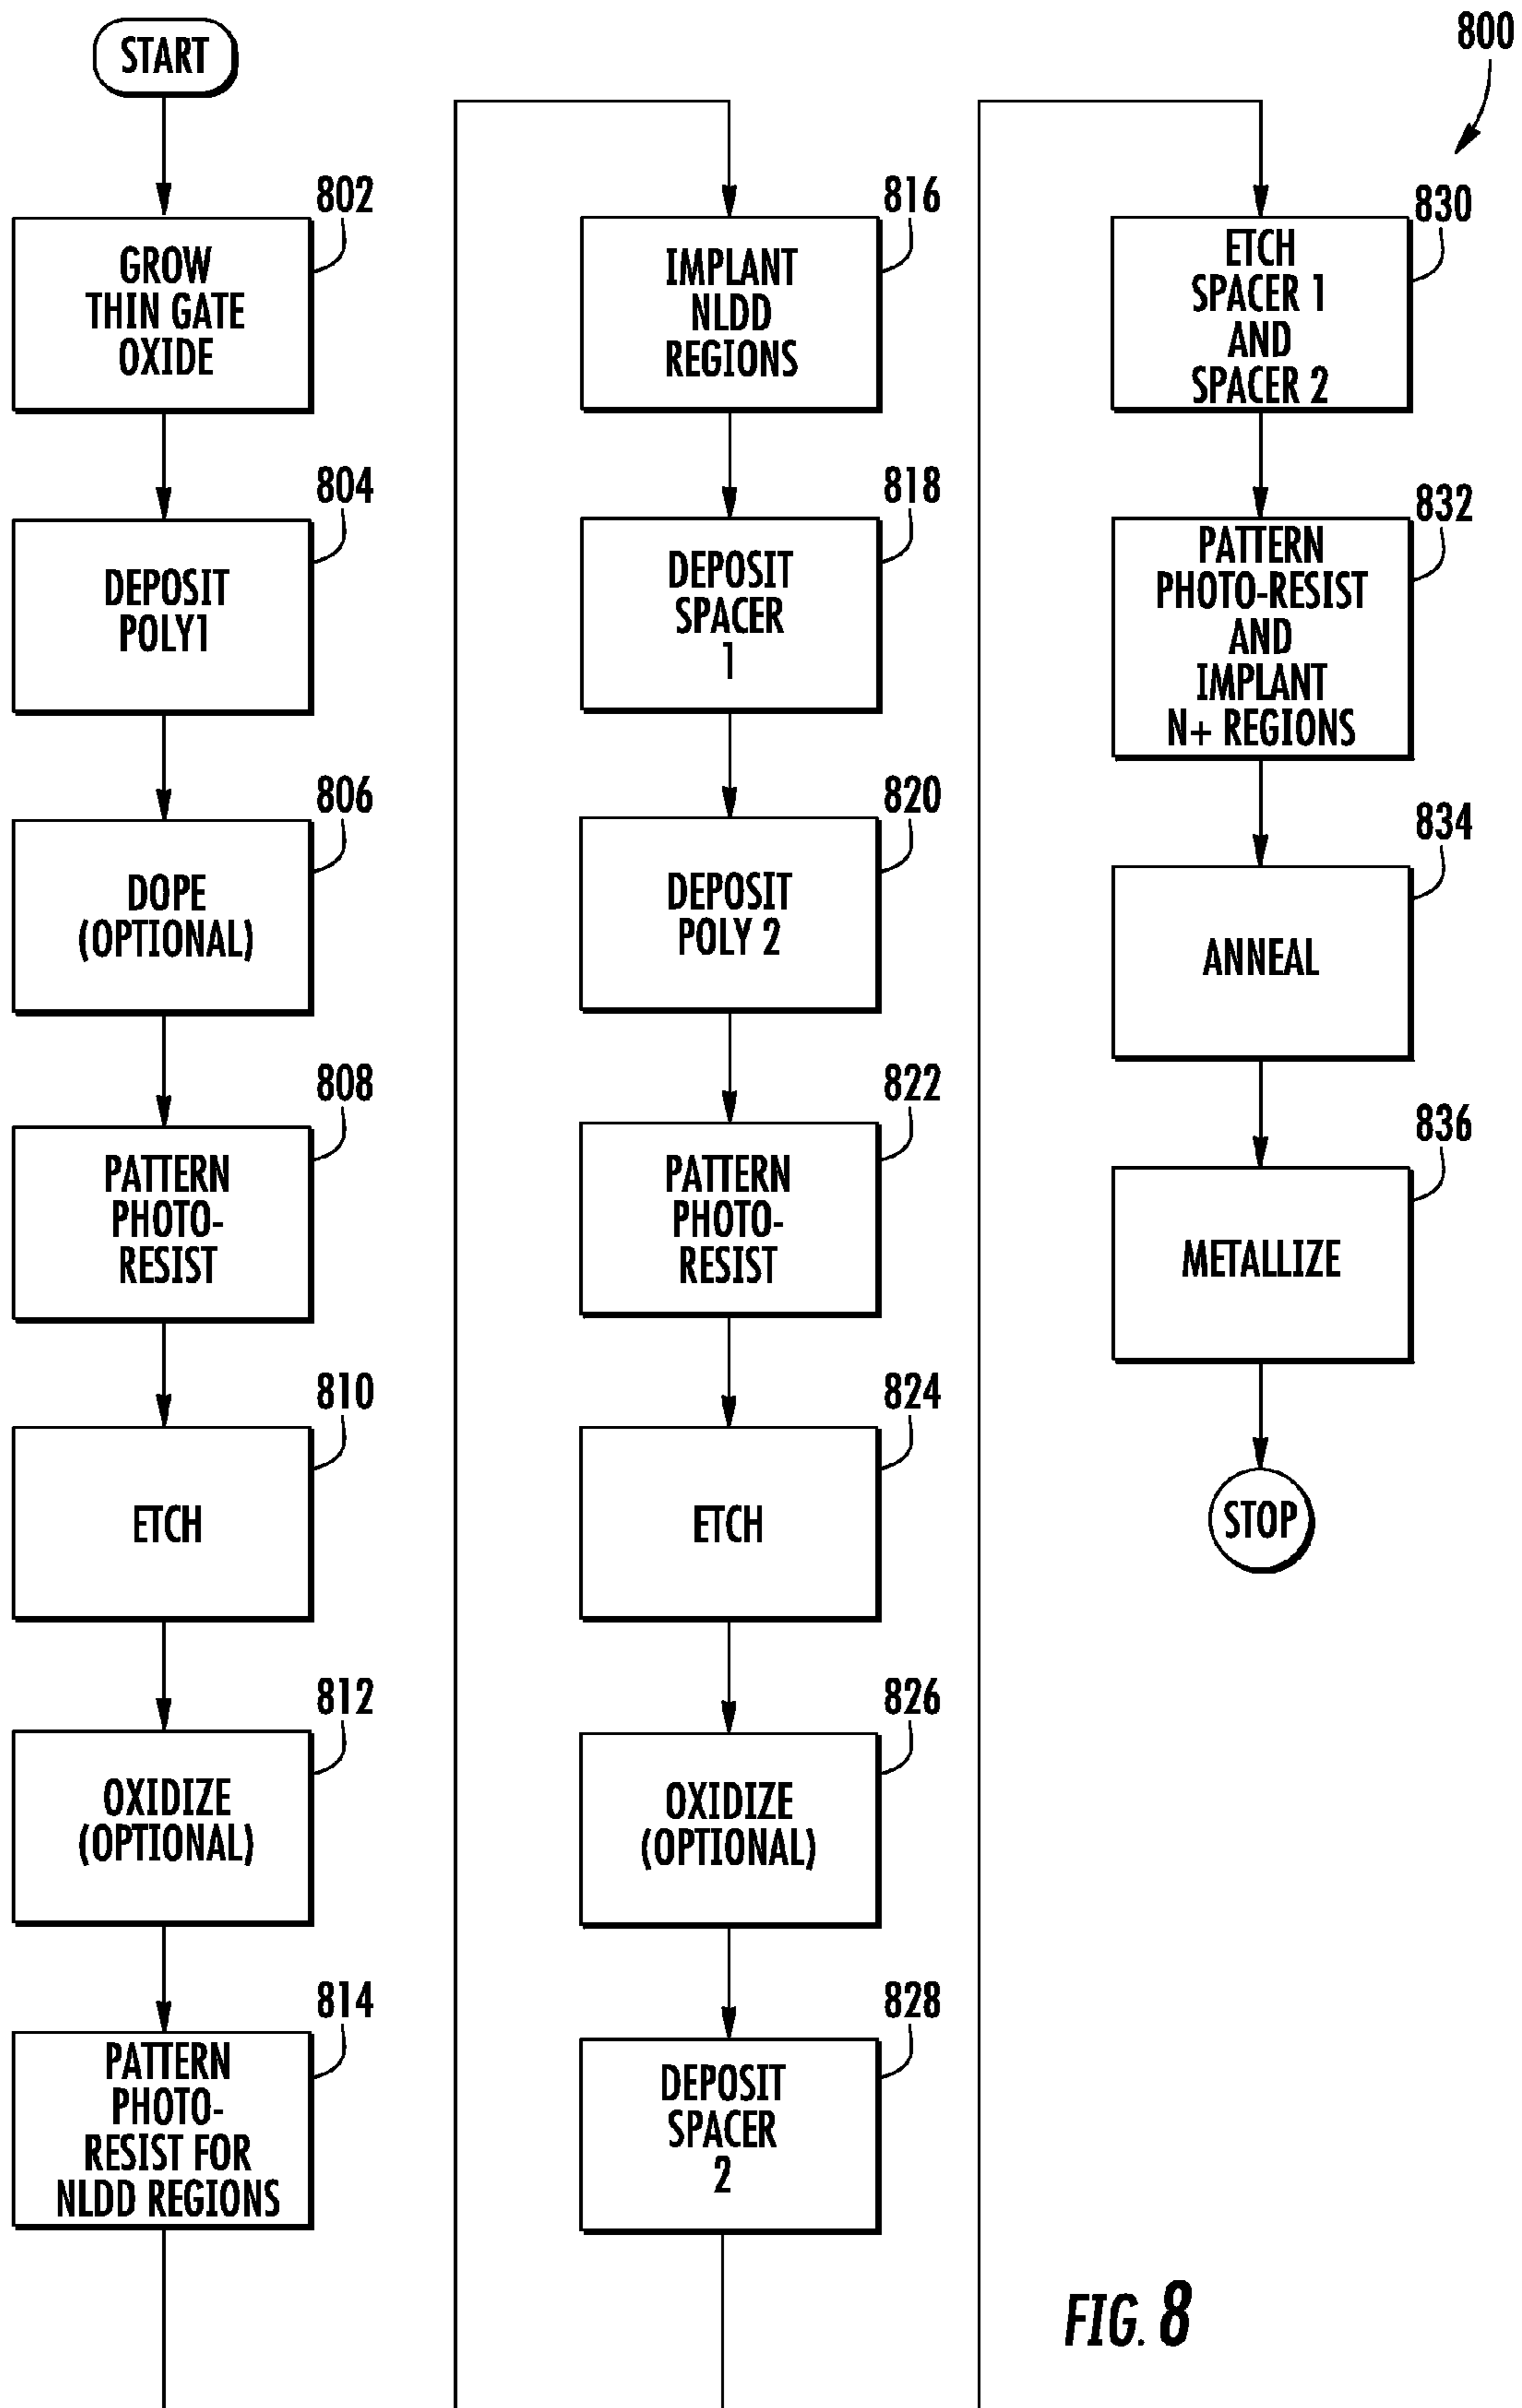 START
802
GROW
THIN GATE
OXIDE
804
DEPOSIT
POLY1
806
DOPE
(OPTIONAL)
808
PATTERN
PHOTO-
RESIST
810
ETCH
812
OXIDIZE
(OPTIONAL)
814
PATTERN
PHOTO-
RESIST FOR
NLDD REGIONS
816
IMPLANT
NLDD
REGIONS
818
DEPOSIT
SPACER
1
820
DEPOSIT
POLY 2
822
PATTERN
PHOTO-
RESIST
824
ETCH
826
OXIDIZE
(OPTIONAL)
828
DEPOSIT
SPACER
2
800
830
ETCH
SPACER 1
AND
SPACER 2
832
PATTERN
PHOTO-RESIST
AND
IMPLANT
N+ REGIONS
834
ANNEAL
836
METALLIZE
STOP
FIG. 8